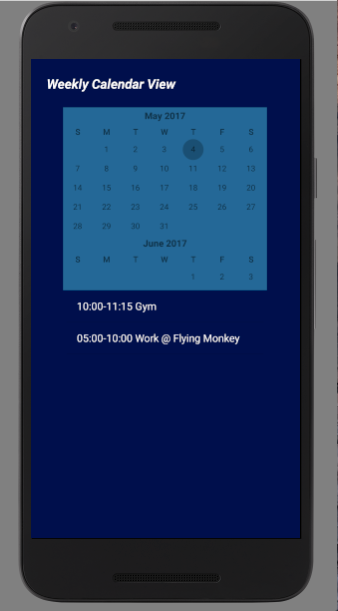 Weekly Calendar View
May 2017
S M T W T F S
1 2 3 4 5 6
7 8 9 10 11 12 13
14 15 16 17 18 19 20
21 22 23 24 25 26 27
28 29 30 31
June 2017
S M T W T F S
1 2 3
10:00-11:15 Gym
05:00-10:00 Work @ Flying Monkey